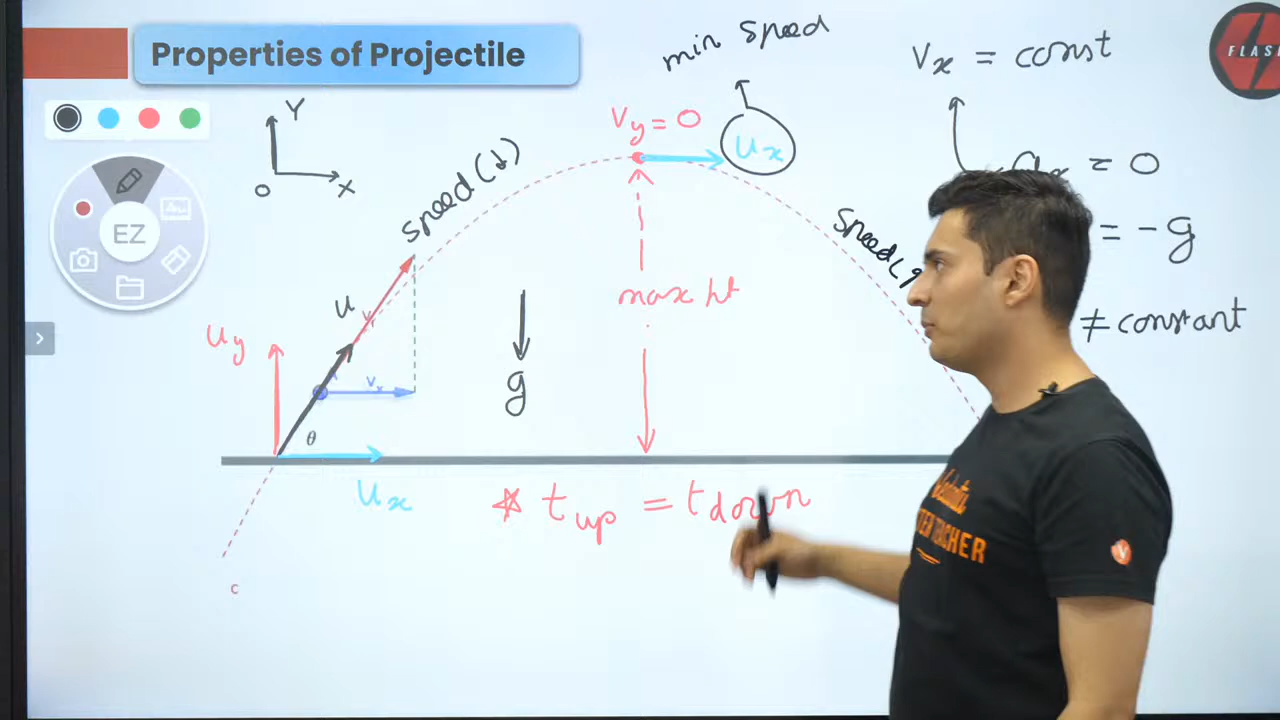 Properties of Projectile
min speed
Vx = const
FLAS
Y
O
X
Vy = 0
ux
= 0
speed (↓)
speed(
= - g
u
max ht
≠ constant
uy
vx
g
θ
ux
* tup = tdown
EZ
c